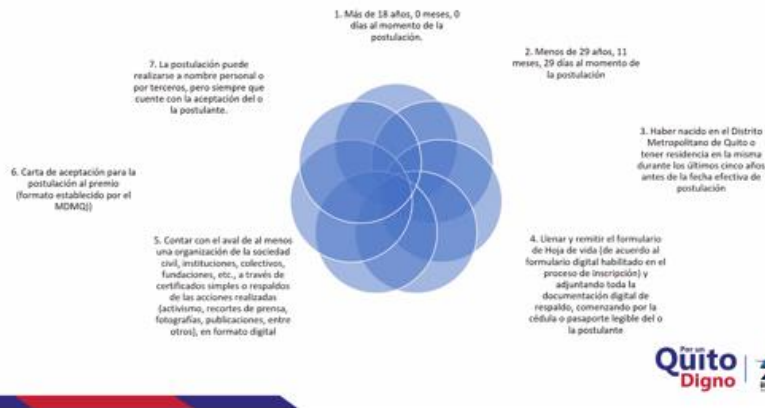 1. Más de 18 años, 0 meses, 0
días al momento de la
postulación.
2. Menos de 29 años, 11
meses, 29 días al momento de
la postulación
3. Haber nacido en el Distrito
Metropolitano de Quito o
tener residencia en la misma
durante los últimos cinco años
antes de la fecha efectiva de
postulación
4. Llenar y remitir el formulario
de Hoja de vida (de acuerdo al
formulario digital habilitado en el
proceso de inscripción) y
adjuntando toda la
documentación digital de
respaldo, comenzando por la
cédula o pasaporte legible del o
la postulante
5. Contar con el aval de al menos
una organización de la sociedad
civil, instituciones, colectivos,
fundaciones, etc., a través de
certificados simples o respaldos
de las acciones realizadas
(activismo, recortes de prensa,
fotografías, publicaciones, entre
otros), en formato digital
6. Carta de aceptación para la
postulación al premio
(formato establecido por el
MDMQ))
7. La postulación puede
realizarse a nombre personal o
por terceros, pero siempre que
cuente con la aceptación del o
la postulante.
Por un
Quito
Digno